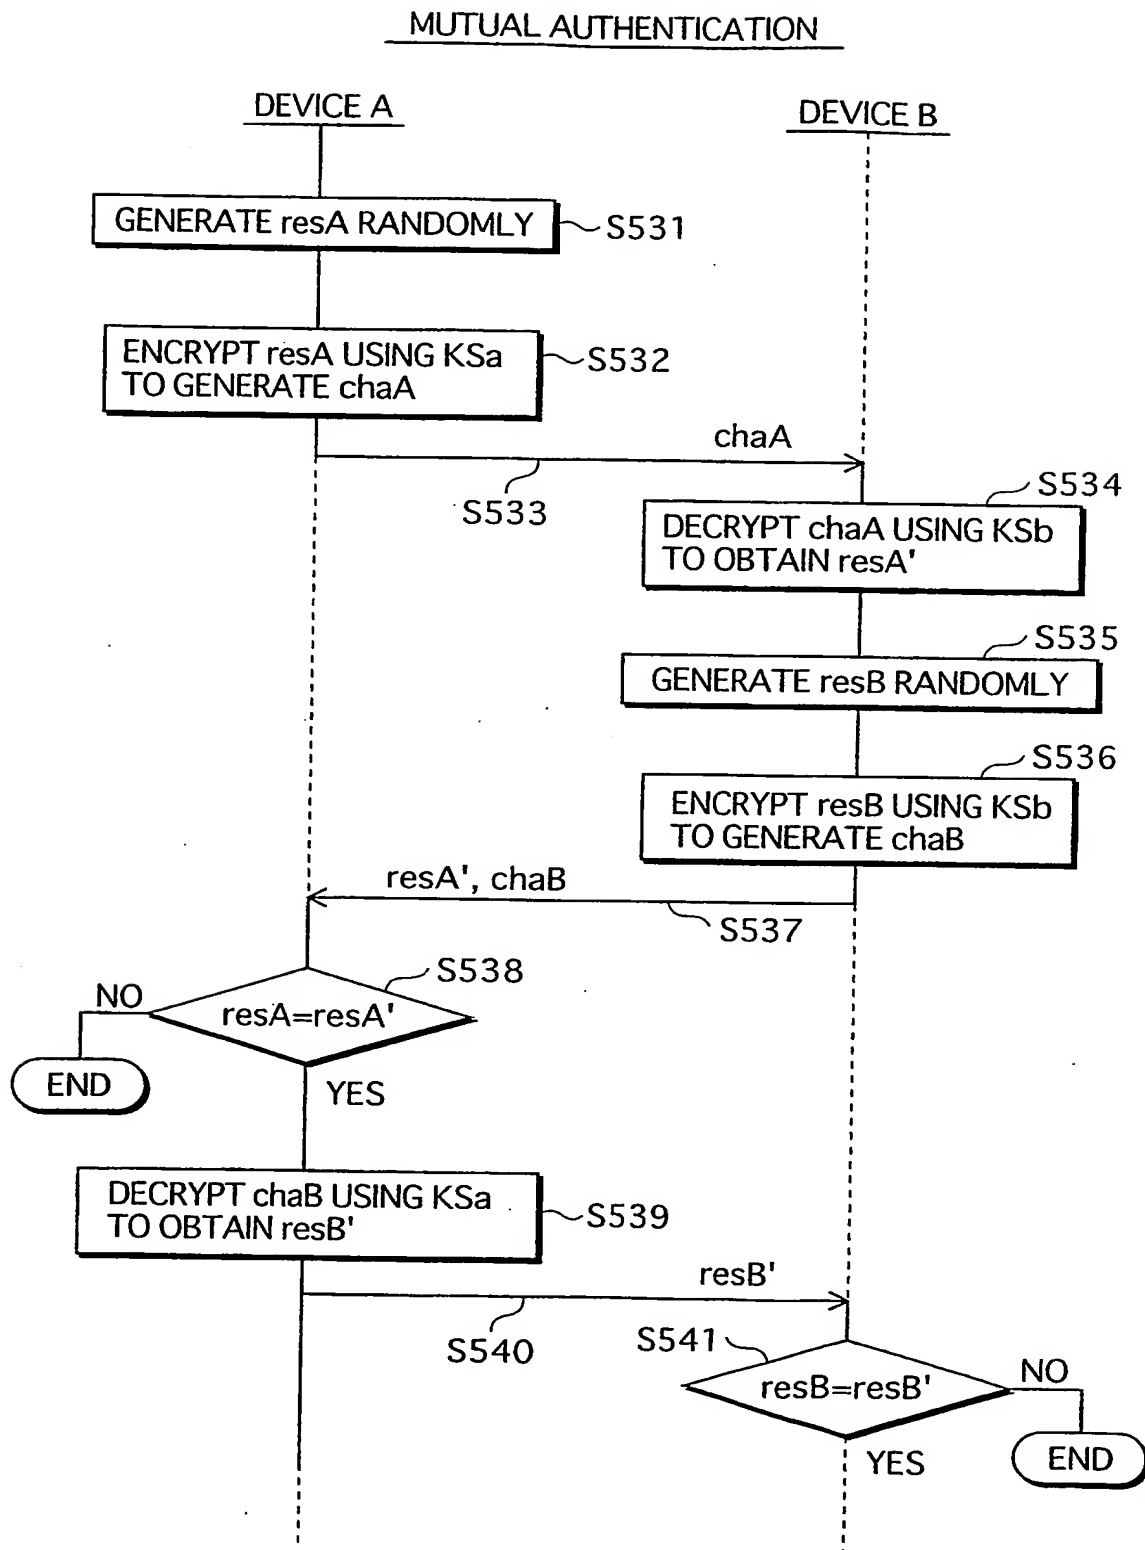 MUTUAL AUTHENTICATION
DEVICE A
DEVICE B
GENERATE resA RANDOMLY
S531
ENCRYPT resA USING KSa
TO GENERATE chaA
S532
chaA
S533
S534
DECRYPT chaA USING KSb
TO OBTAIN resA'
S535
GENERATE resB RANDOMLY
S536
ENCRYPT resB USING KSb
TO GENERATE chaB
resA', chaB
S537
S538
NO
resA=resA'
END
YES
DECRYPT chaB USING KSa
TO OBTAIN resB'
S539
resB'
S540
S541
resB=resB'
NO
YES
END